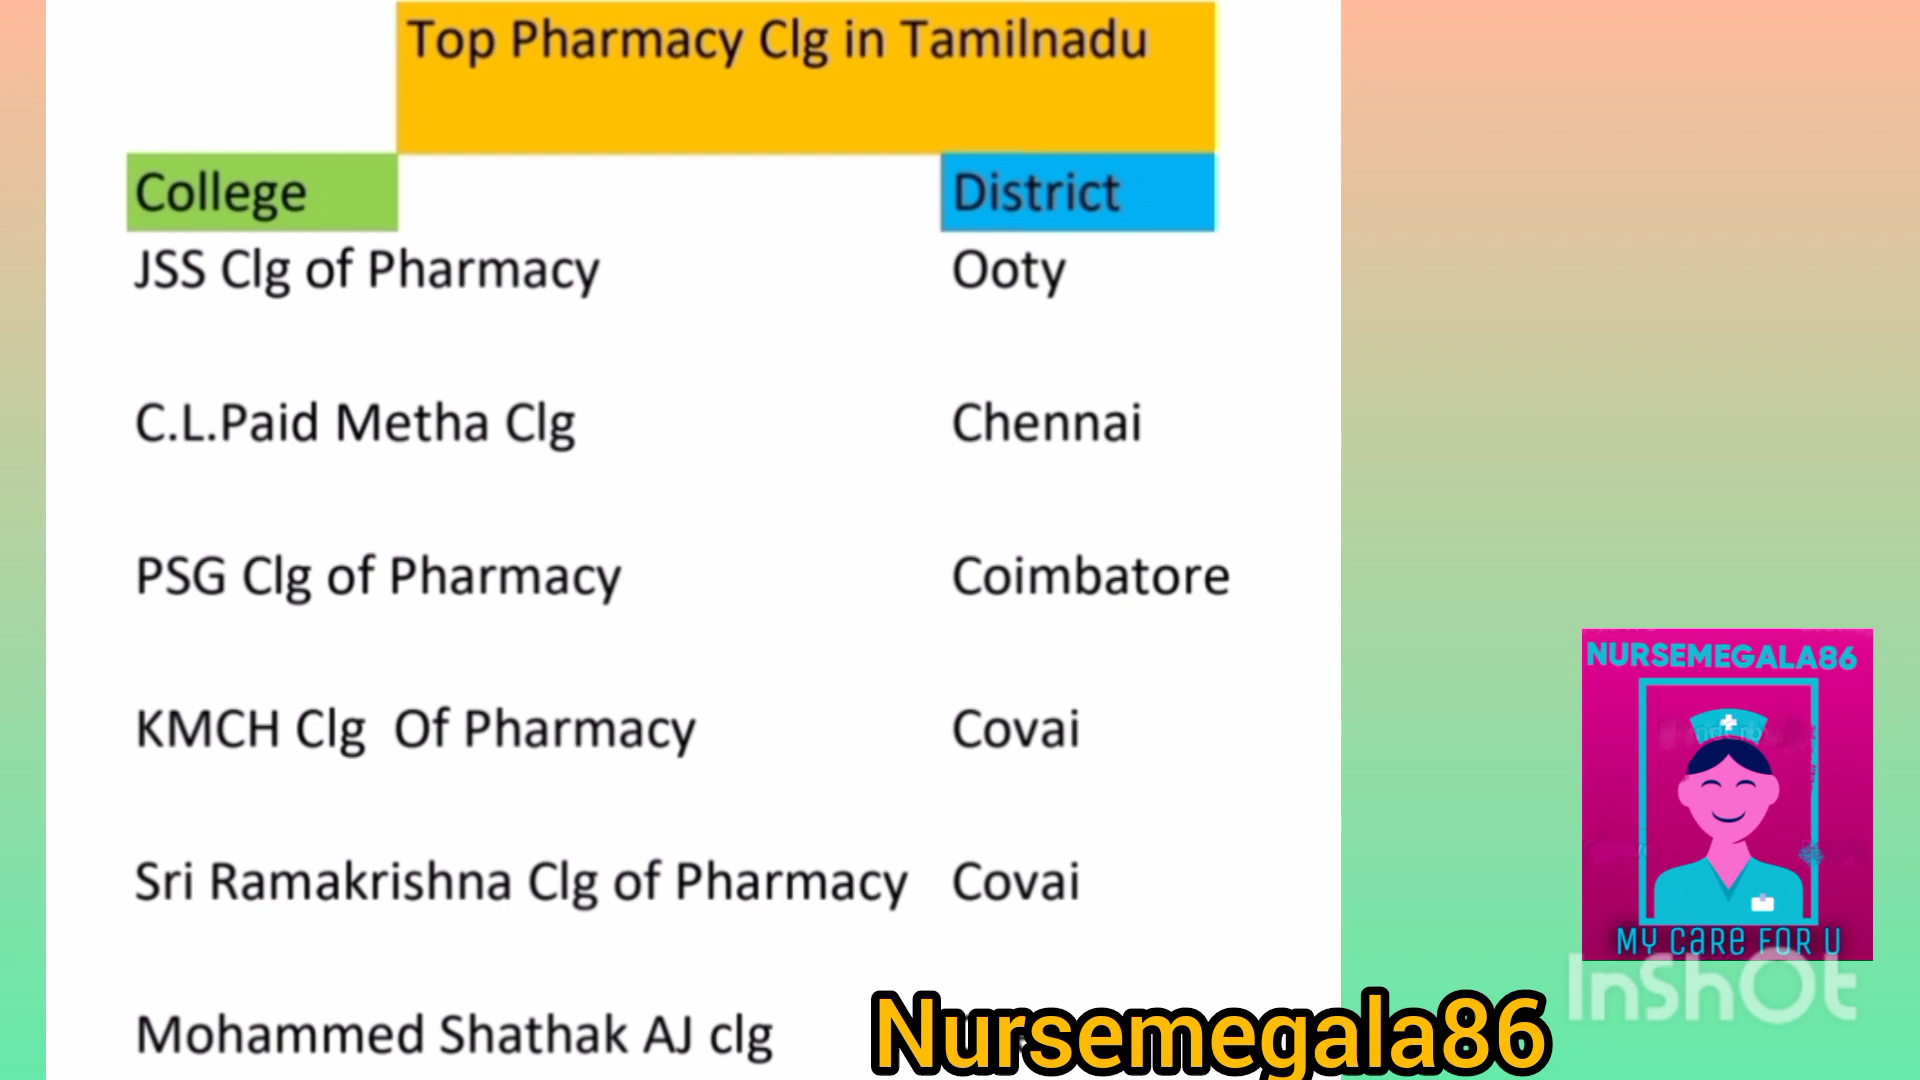 Top Pharmacy Clg in Tamilnadu
College District
JSS Clg of Pharmacy Ooty
C.L.Paid Metha Clg Chennai
PSG Clg of Pharmacy Coimbatore
KMCH Clg Of Pharmacy Covai
Sri Ramakrishna Clg of Pharmacy Covai
Mohammed Shathak AJ clg
NURSEMEGALA86
MY CARE FOR U
InShOt
Nursemegala86